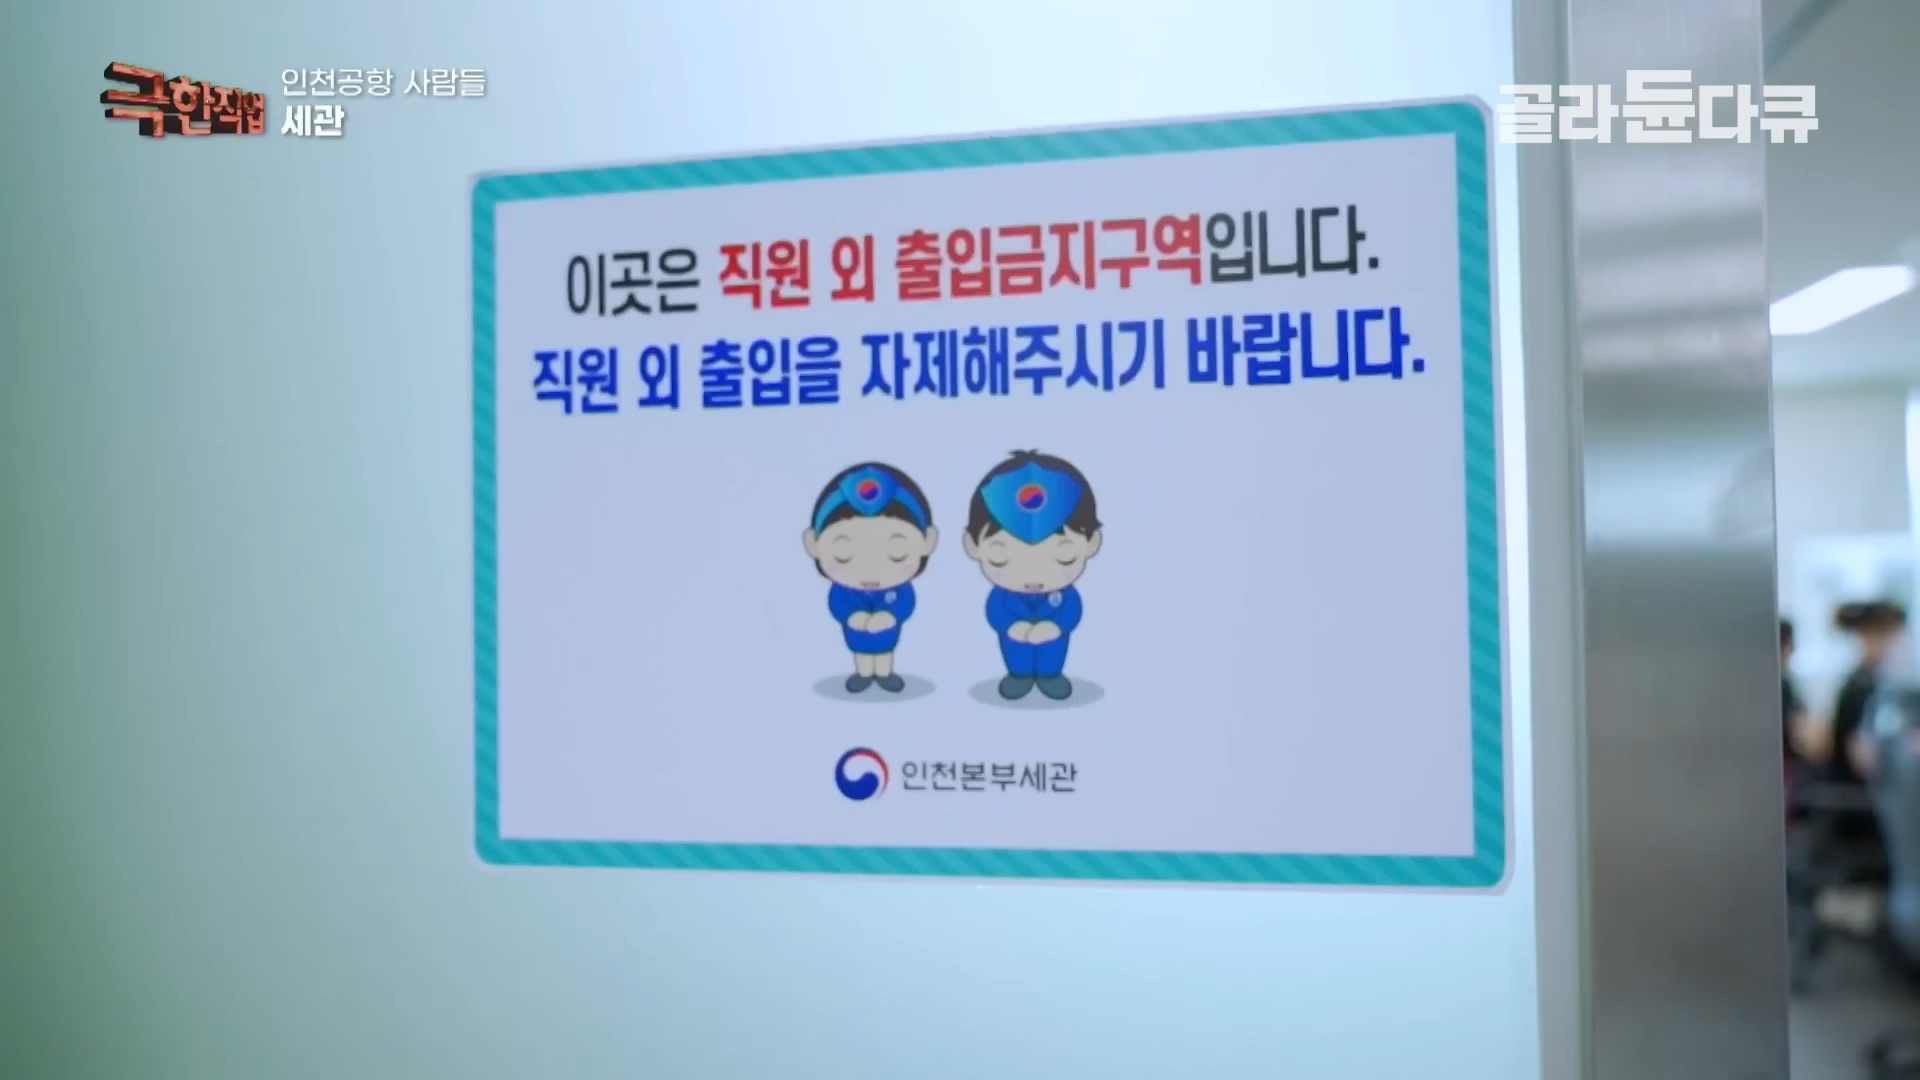 극한직업
인천공항 사람들
세관
골라듄다큐
이곳은 직원 외 출입금지구역입니다.
직원 외 출입을 자제해주시기 바랍니다.
인천본부세관